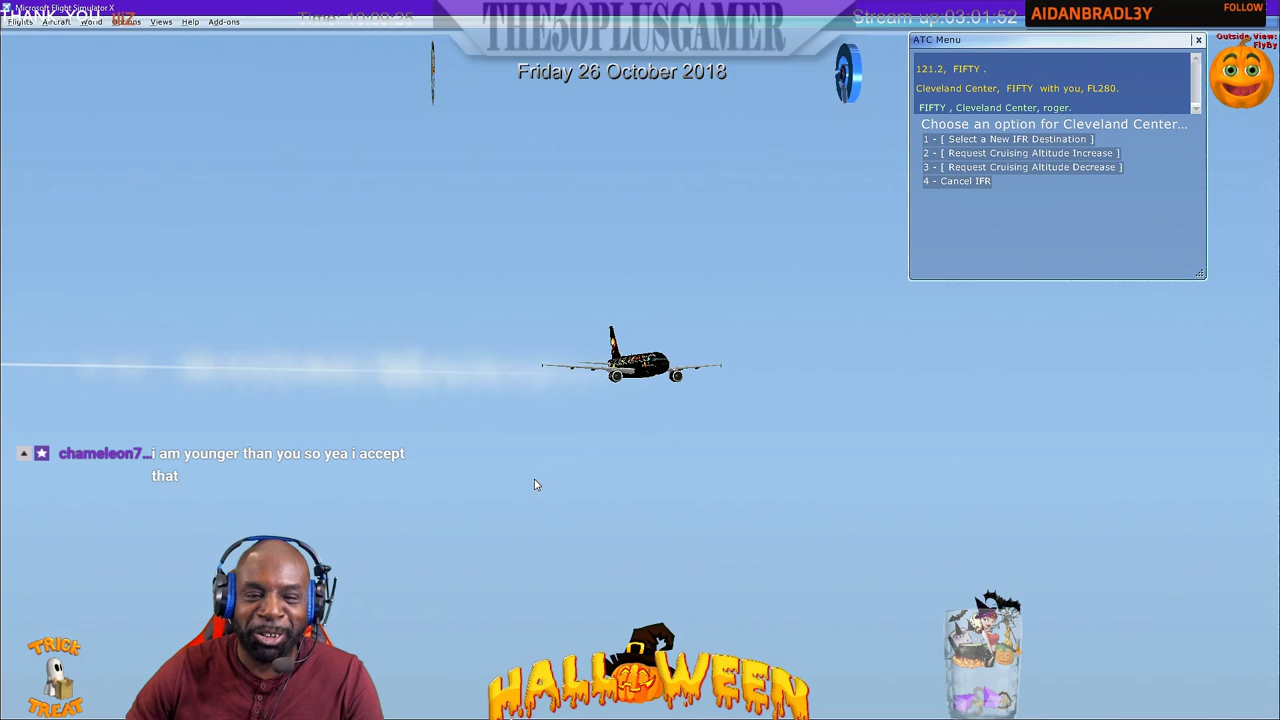 Microsoft Flight Simulator X
Flights Aircraft World Options Views Help Add-ons
Stream up:03:01:52
FOLLOW
AIDANBRADL3Y
THE50PLUSGAMER
Friday 26 October 2018
Outside View:
FlyBy
ATC Menu
121.2, FIFTY .
Cleveland Center, FIFTY with you, FL280.
FIFTY , Cleveland Center, roger.
Choose an option for Cleveland Center...
1 - [ Select a New IFR Destination ]
2 - [ Request Cruising Altitude Increase ]
3 - [ Request Cruising Altitude Decrease ]
4 - Cancel IFR
chameleon7... i am younger than you so yea i accept
that
TRICK
TREAT
HALLOWEEN